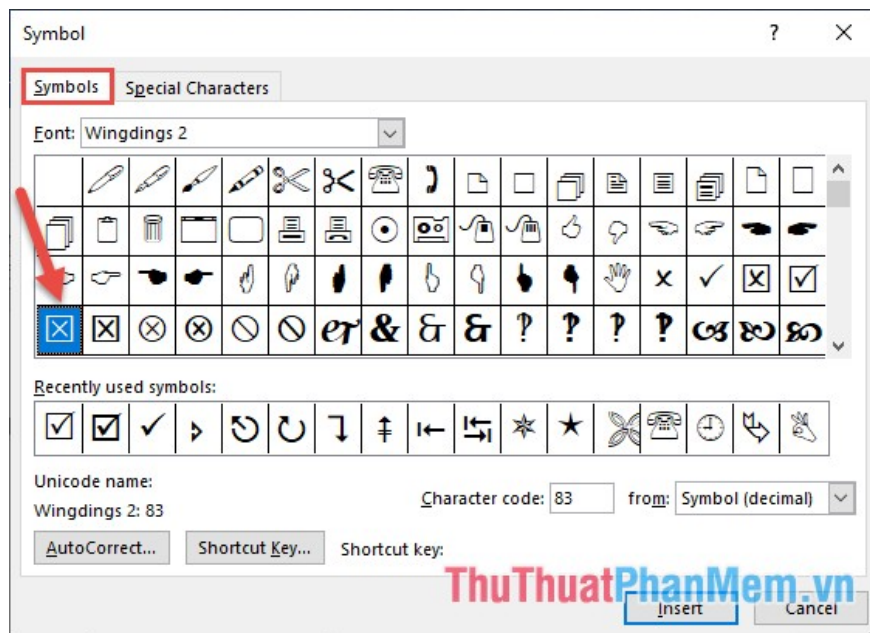 Symbol
Symbols Special Characters
Font: Wingdings 2
Recently used symbols:
Unicode name:
Wingdings 2: 83
Character code: 83 from: Symbol (decimal)
AutoCorrect... Shortcut Key... Shortcut key:
ThuThuatPhanMem.vn
Insert Cancel